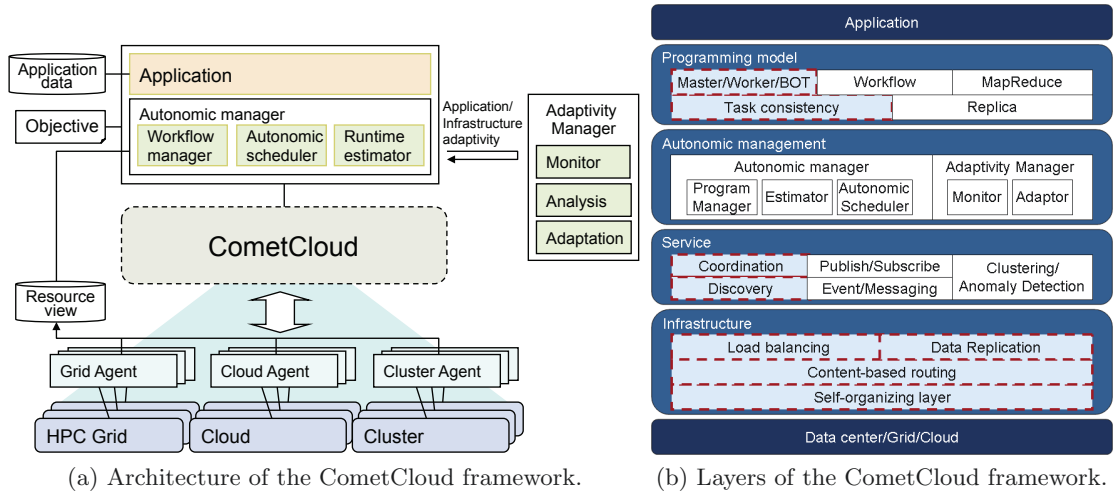 Application
data
Objective
Application
Autonomic manager
Workflow
manager
Autonomic
scheduler
Runtime
estimator
Application/
Infrastructure
adaptivity
Adaptivity
Manager
Monitor
Analysis
Adaptation
CometCloud
Resource
view
Grid Agent
Cloud Agent
Cluster Agent
HPC Grid
Cloud
Cluster
(a) Architecture of the CometCloud framework.
Application
Programming model
Master/Worker/BOT
Workflow
MapReduce
Task consistency
Replica
Autonomic management
Autonomic manager
Program
Manager
Estimator
Autonomic
Scheduler
Adaptivity Manager
Monitor
Adaptor
Service
Coordination
Publish/Subscribe
Discovery
Event/Messaging
Clustering/
Anomaly Detection
Infrastructure
Load balancing
Data Replication
Content-based routing
Self-organizing layer
Data center/Grid/Cloud
(b) Layers of the CometCloud framework.